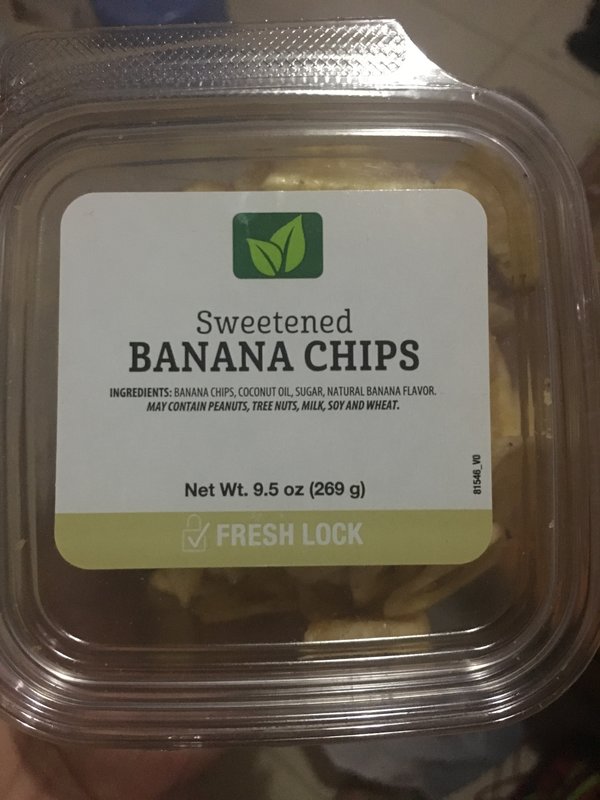 Sweetened
BANANA CHIPS
INGREDIENTS: BANANA CHIPS, COCONUT OIL, SUGAR, NATURAL BANANA FLAVOR.
MAY CONTAIN PEANUTS, TREE NUTS, MILK, SOY AND WHEAT.
81546_V0
Net Wt. 9.5 oz (269 g)
FRESH LOCK